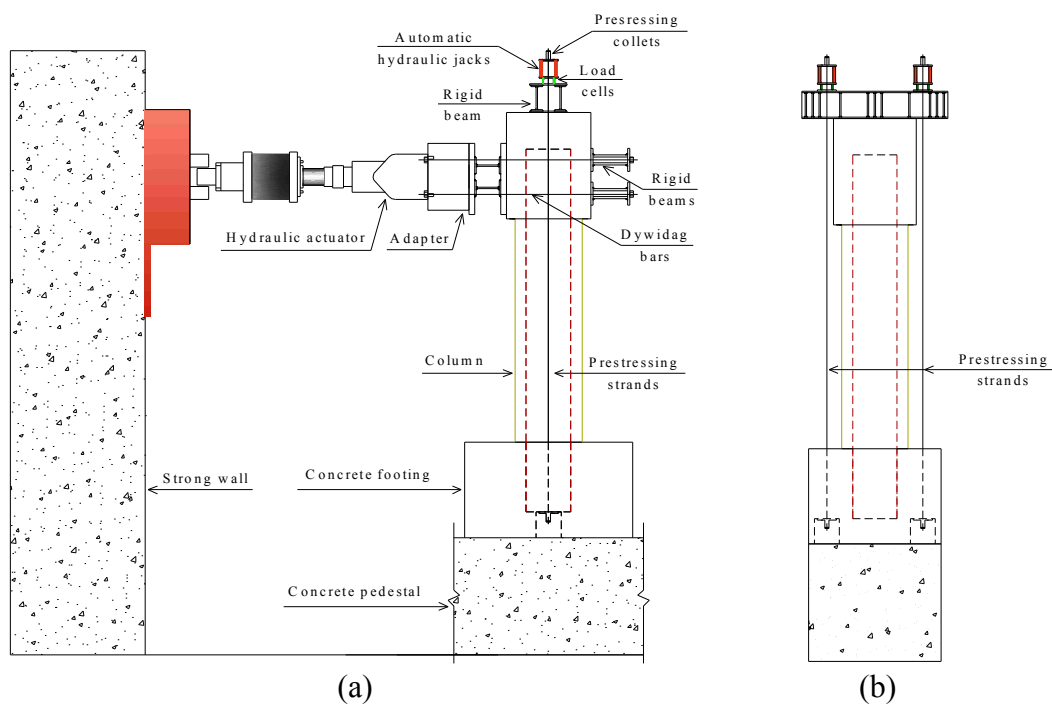 Presressing
collets
Automatic
hydraulic jacks
Load
cells
Rigid
beam
Rigid
beams
Hydraulic actuator
Adapter
Dywidag
bars
Column
Prestressing
strands
Prestressing
strands
Strong wall
Concrete footing
Concrete pedestal
(a)
(b)